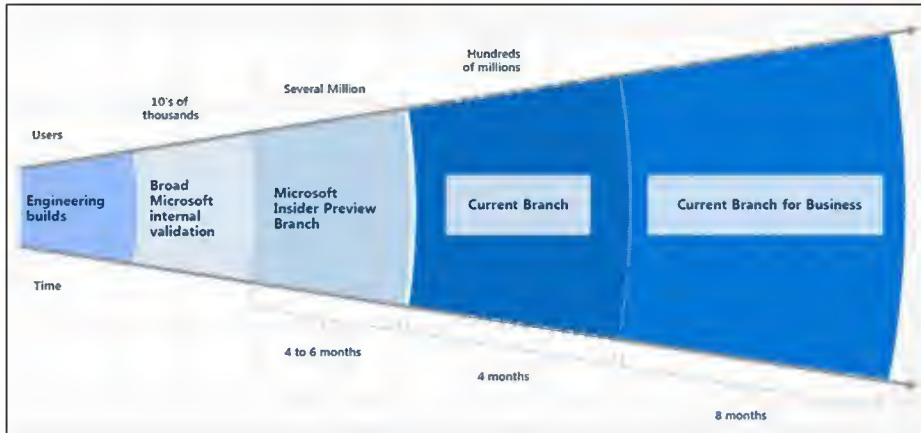 Users
10's of
thousands
Several Million
Hundreds
of millions
Engineering
builds
Broad
Microsoft
internal
validation
Microsoft
Insider Preview
Branch
Current Branch
Current Branch for Business
Time
4 to 6 months
4 months
8 months